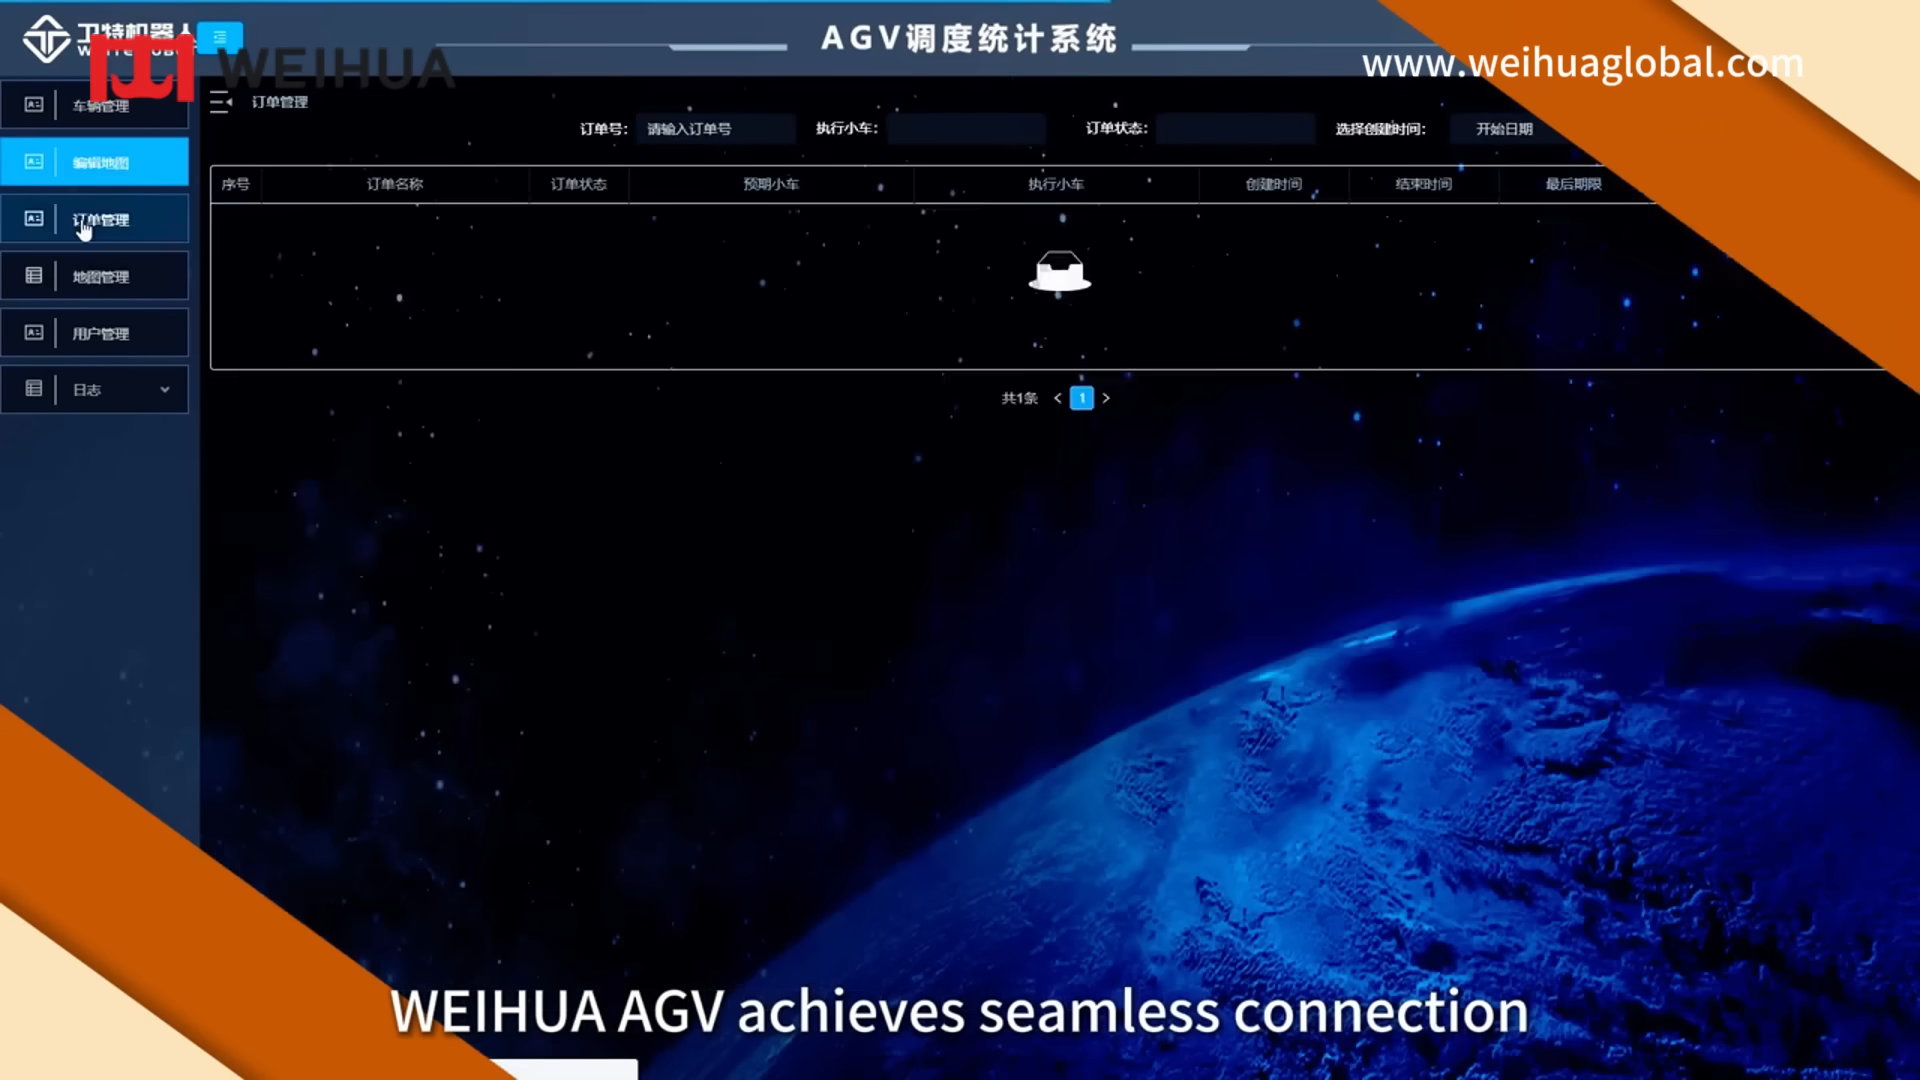 卫特机器人
AGV调度统计系统
WEIHUA
www.weihuaglobal.com
车辆管理
编辑地图
订单管理
地图管理
用户管理
日志
订单管理
订单号: 请输入订单号 执行小车: 订单状态: 选择创建时间: 开始日期
序号 订单名称 订单状态 预期小车 执行小车 创建时间 结束时间 最后期限
共1条 < 1 >
WEIHUA AGV achieves seamless connection